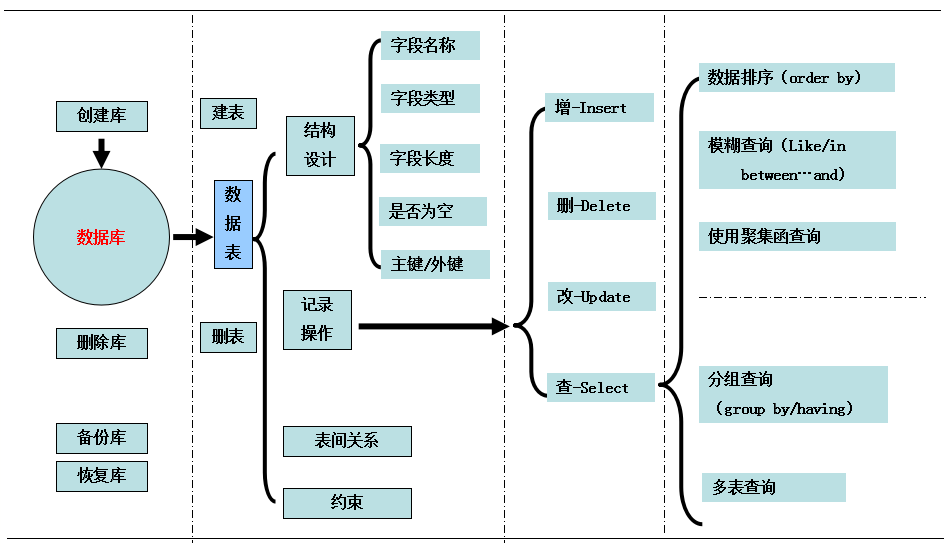 创建库
数据库
删除库
备份库
恢复库
建表
数
据
表
删表
结构
设计
记录
操作
表间关系
约束
字段名称
字段类型
字段长度
是否为空
主键/外键
增-Insert
删-Delete
改-Update
查-Select
数据排序（order by）
模糊查询（Like/in
between…and）
使用聚集函查询
分组查询
（group by/having）
多表查询